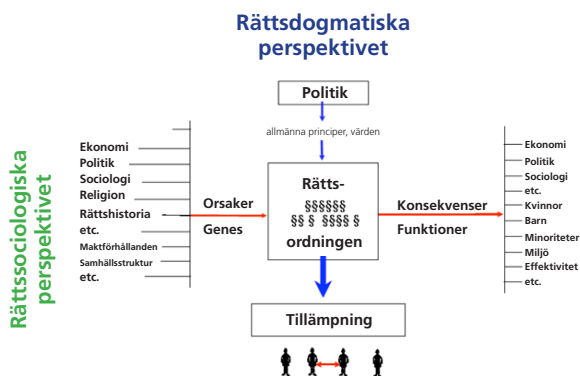 Rättsdogmatiska
perspektivet
Politik
allmänna principer, värden
Rättssociologiska
perspektivet
Ekonomi
Politik
Sociologi
Religion
Rättshistoria
etc.
Maktförhållanden
Samhällsstruktur
etc.
Orsaker
Genes
Rätts-
§§§§§§
§§ § §§§§ §
ordningen
Konsekvenser
Funktioner
Ekonomi
Politik
Sociologi
etc.
Kvinnor
Barn
Minoriteter
Miljö
Effektivitet
etc.
Tillämpning